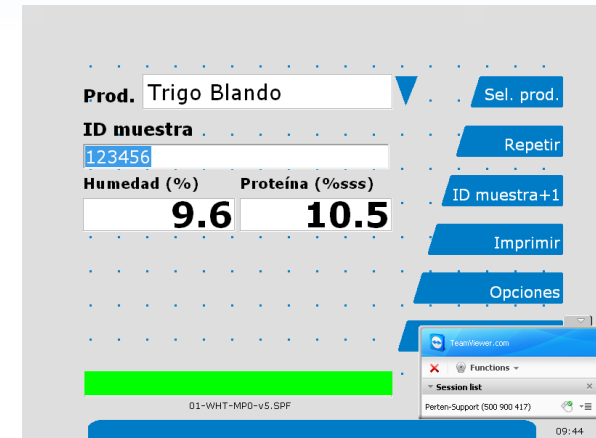 Prod. Trigo Blando
Sel. prod.
ID muestra
Repetir
123456
Humedad (%) Proteína (%sss)
ID muestra+1
9.6 10.5
Imprimir
Opciones
TeamViewer.com
Functions
Session list
Perten-Support (500 900 417)
01-WHT-MP0-v5.SPF
09:44